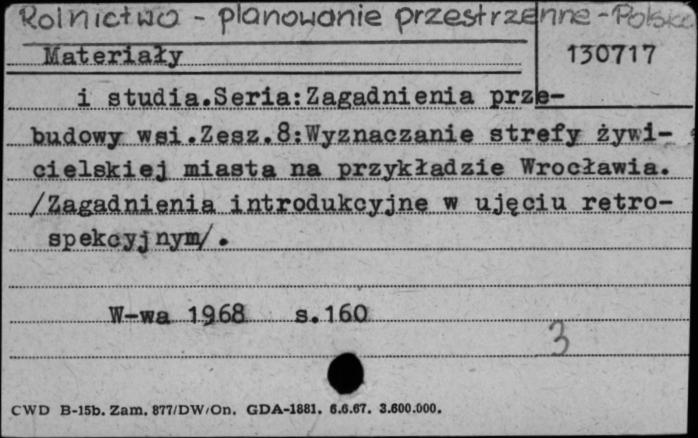 Rolnictwo - planowanie przestrzenne - Polska
Materiały
130717
i studia.Seria:Zagadnienia prze-
budowy wsi.Zesz.8:Wyznaczanie strefy żywi-
cielskiej miasta na przykładzie Wrocławia.
/Zagadnienia introdukcyjne w ujęciu retro-
spekcyjnym/.
W-wa 1968 s.160
3
CWD B-15b. Zam. 877/DW/On. GDA-1881. 6.6.67. 3.600.000.